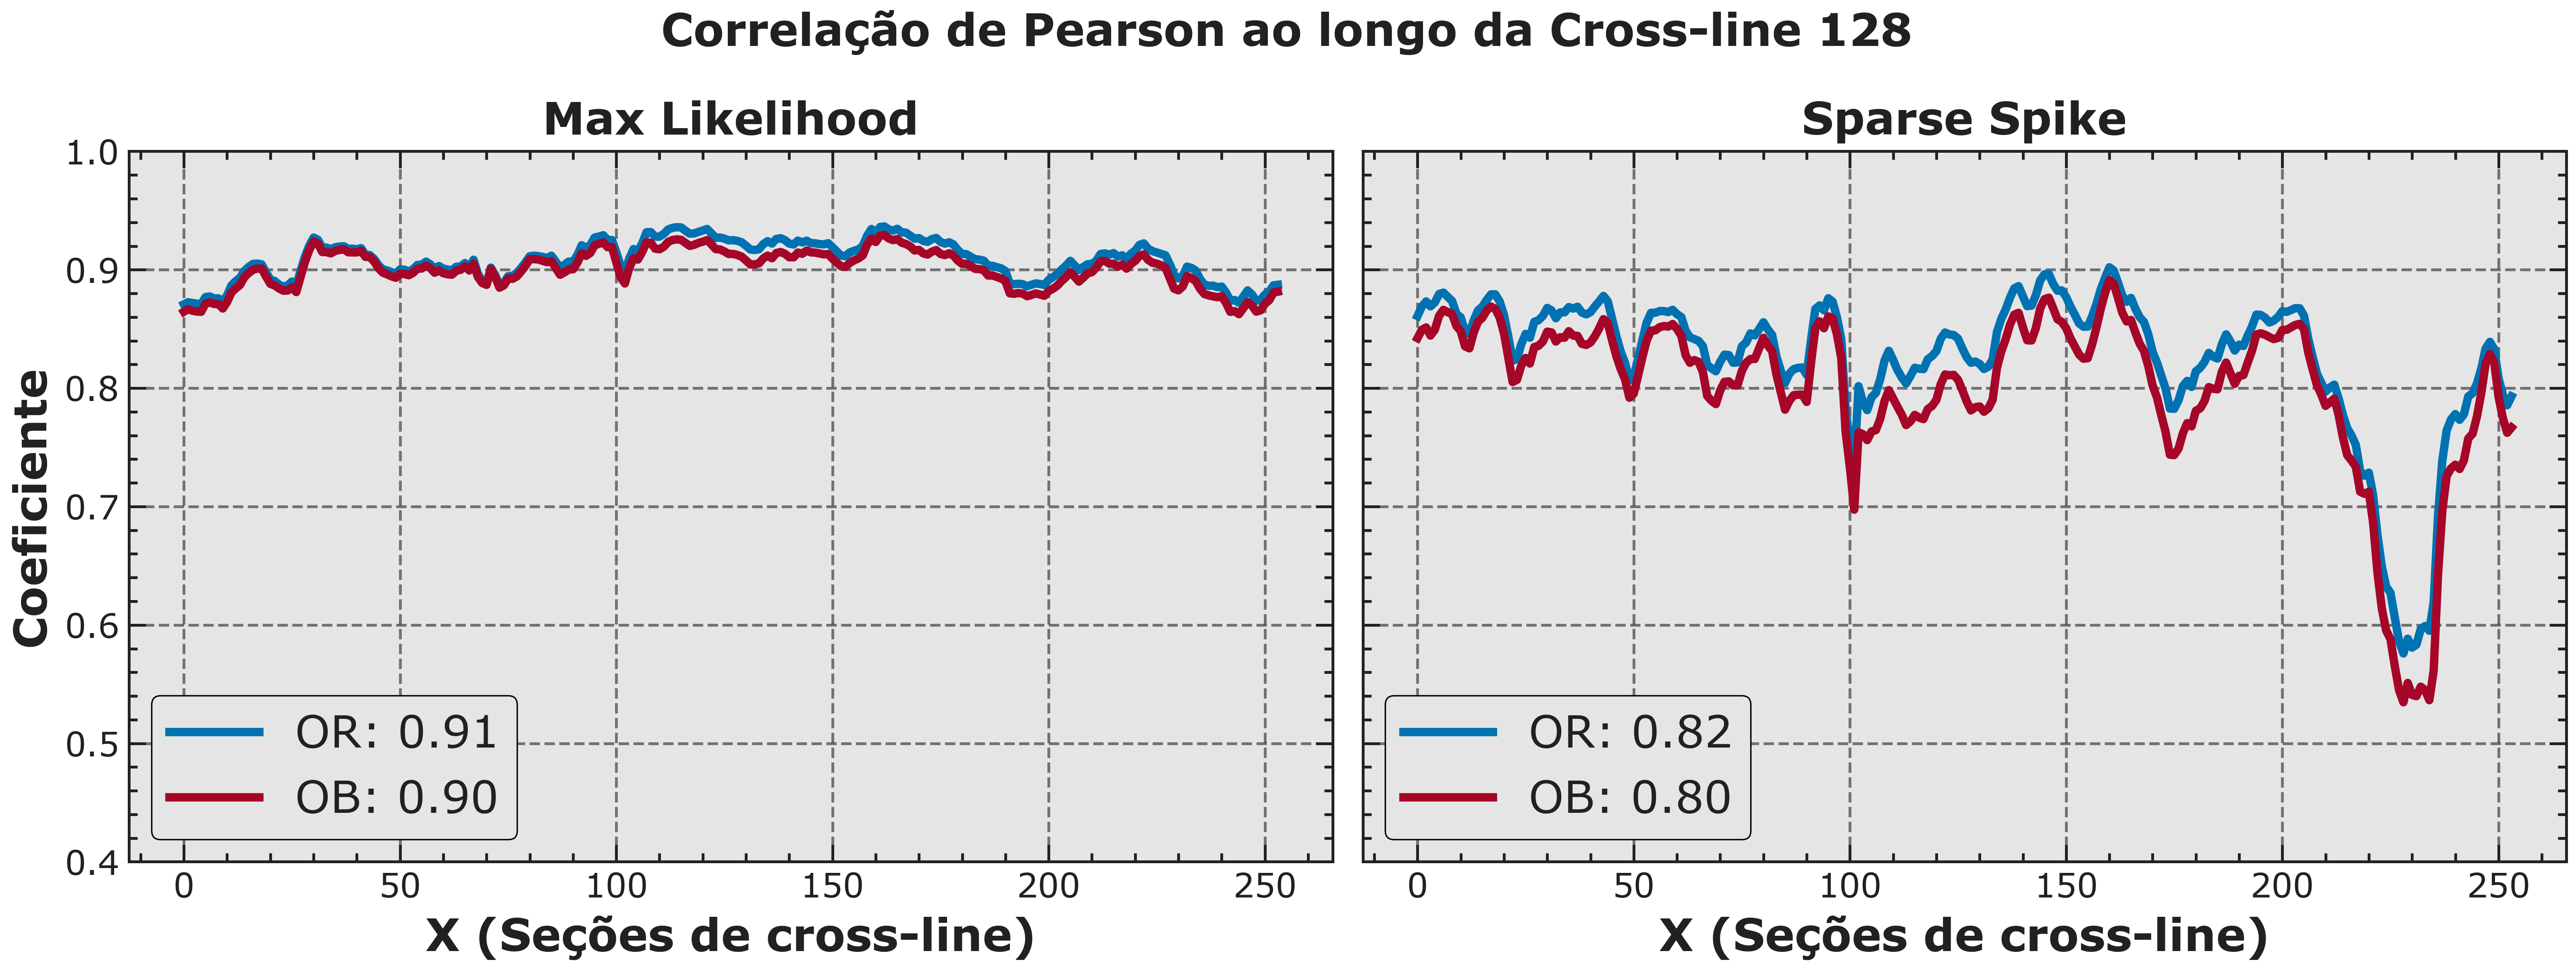 Correlação de Pearson ao longo da Cross-line 128
Max Likelihood
Sparse Spike
Coeficiente
1.0
0.9
0.8
0.7
0.6
0.5
0.4
OR: 0.91
OB: 0.90
OR: 0.82
OB: 0.80
0 50 100 150 200 250
0 50 100 150 200 250
X (Seções de cross-line)
X (Seções de cross-line)